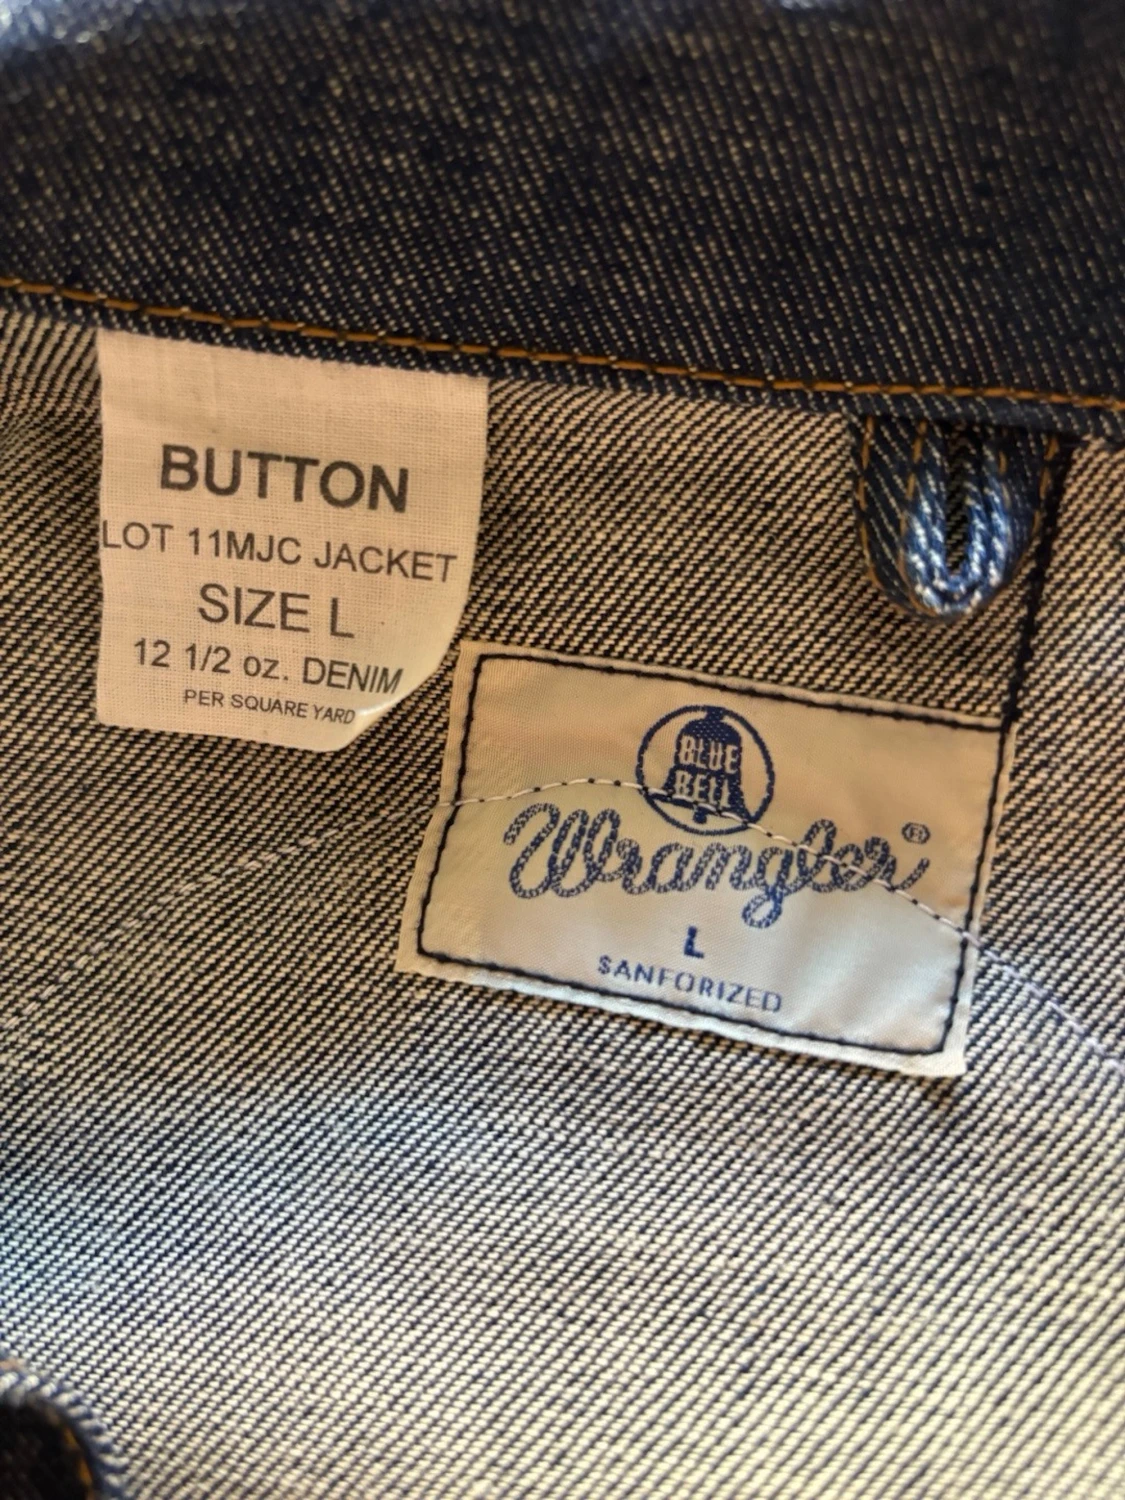 BUTTON
LOT 11MJC JACKET
SIZE L
12 1/2 oz. DENIM
PER SQUARE YARD
BLUE
BELL
Wrangler®
L
SANFORIZED